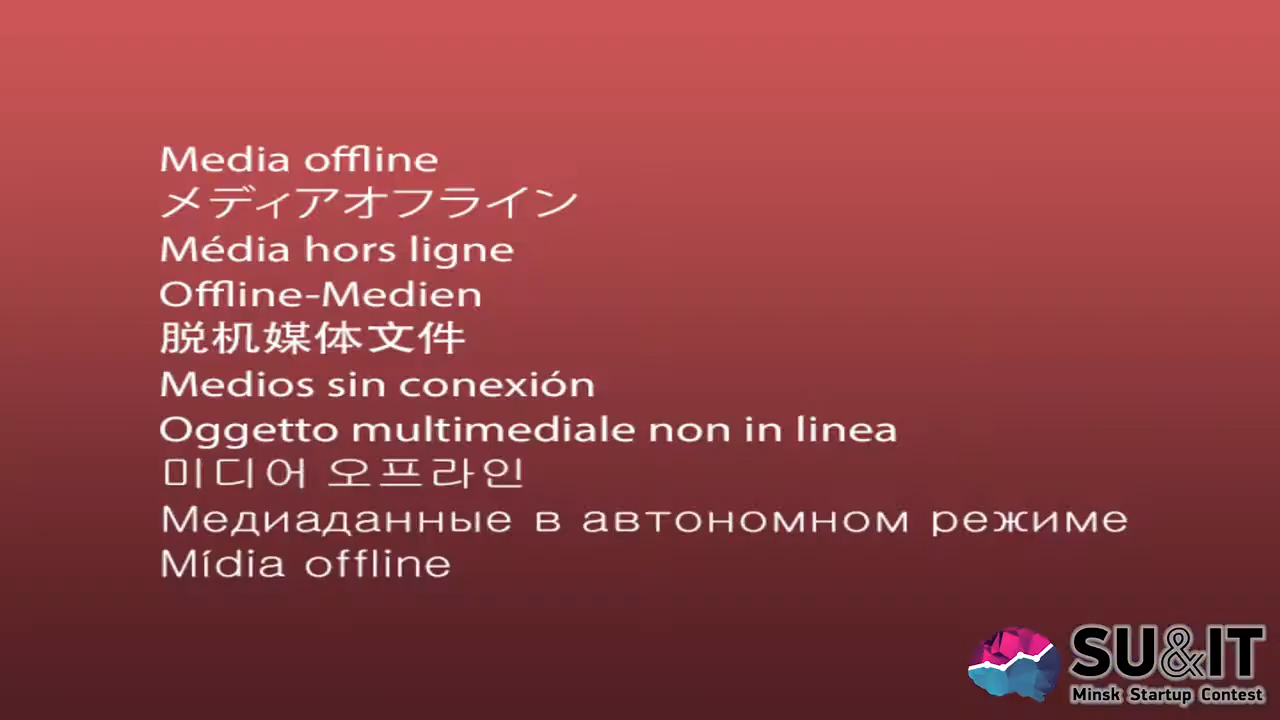 Media offline
メディアオフライン
Média hors ligne
Offline-Medien
脱机媒体文件
Medios sin conexión
Oggetto multimediale non in linea
미디어 오프라인
Медиаданные в автономном режиме
Mídia offline
SU&IT
Minsk Startup Contest